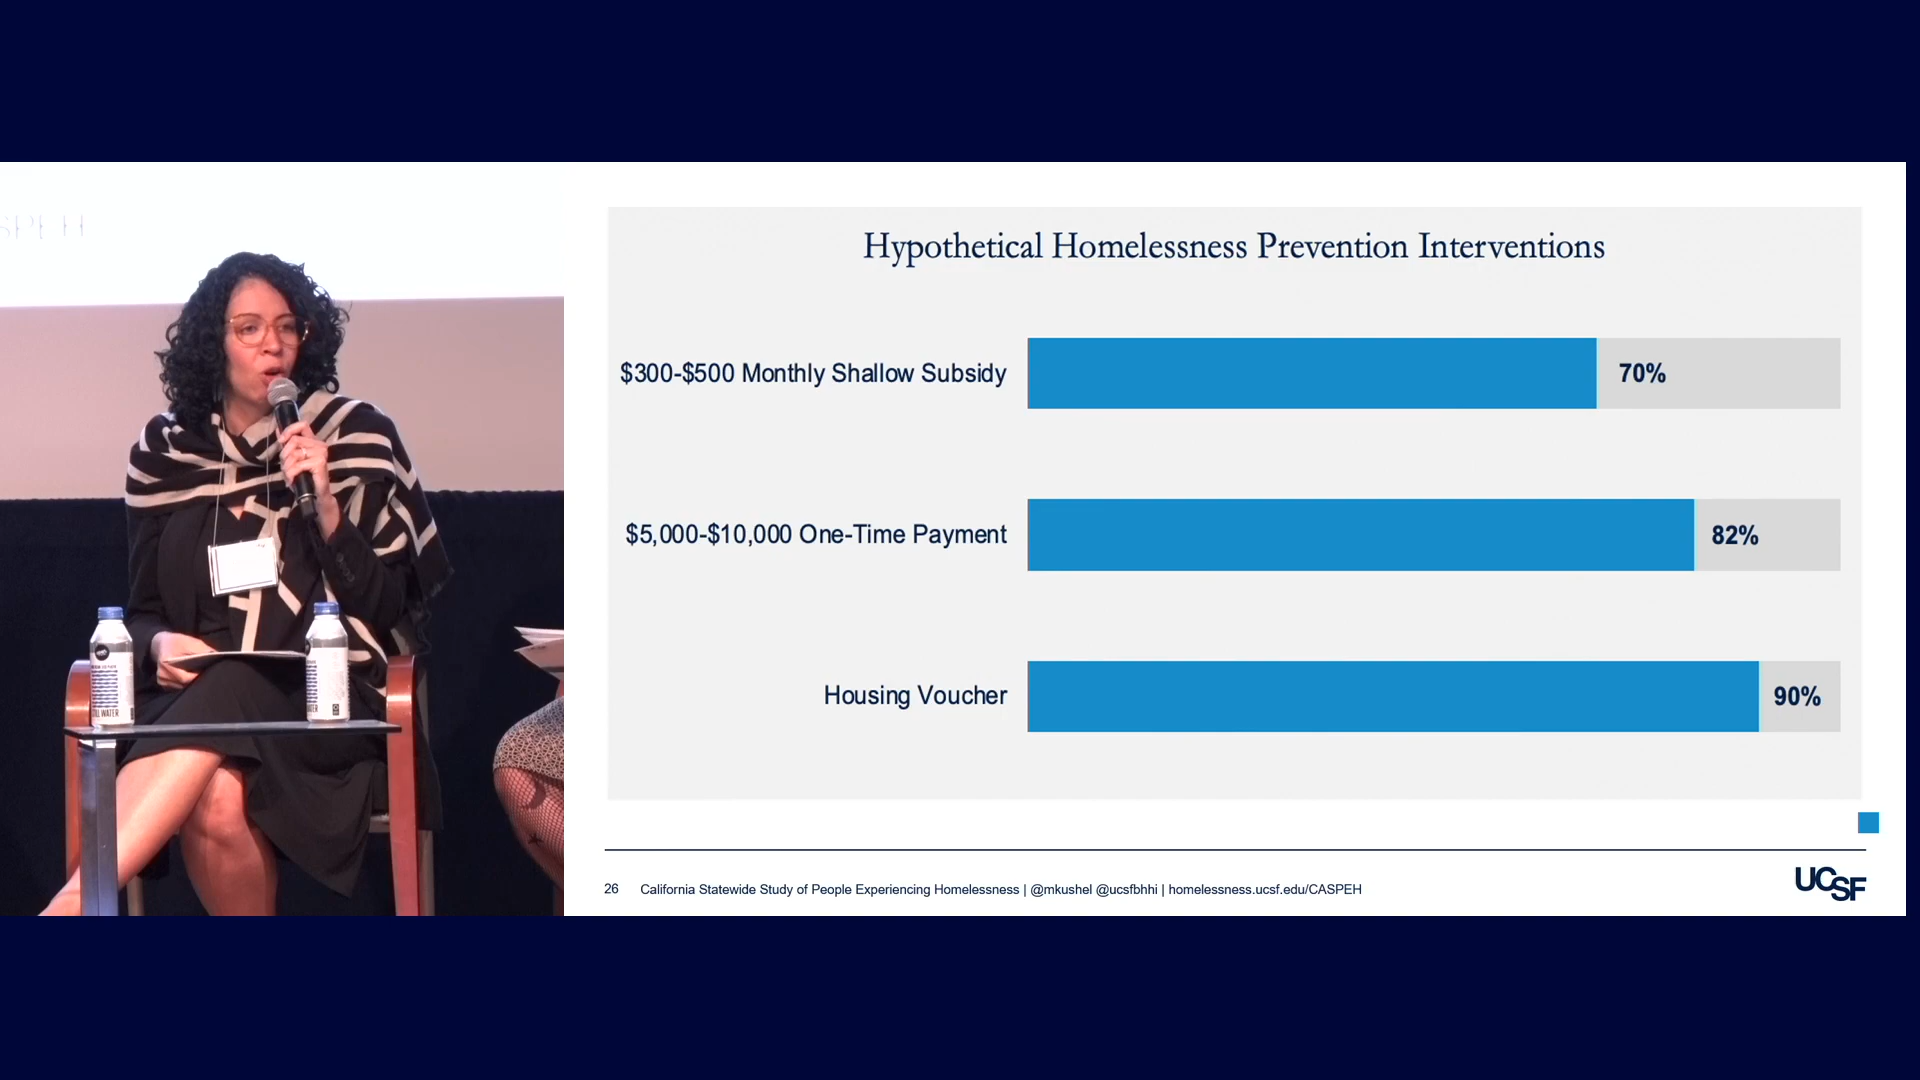 SPEH
Hypothetical Homelessness Prevention Interventions
$300-$500 Monthly Shallow Subsidy
70%
$5,000-$10,000 One-Time Payment
82%
Housing Voucher
90%
26 California Statewide Study of People Experiencing Homelessness | @mkushel @ucsfbhhi | homelessness.ucsf.edu/CASPEH
UCSF